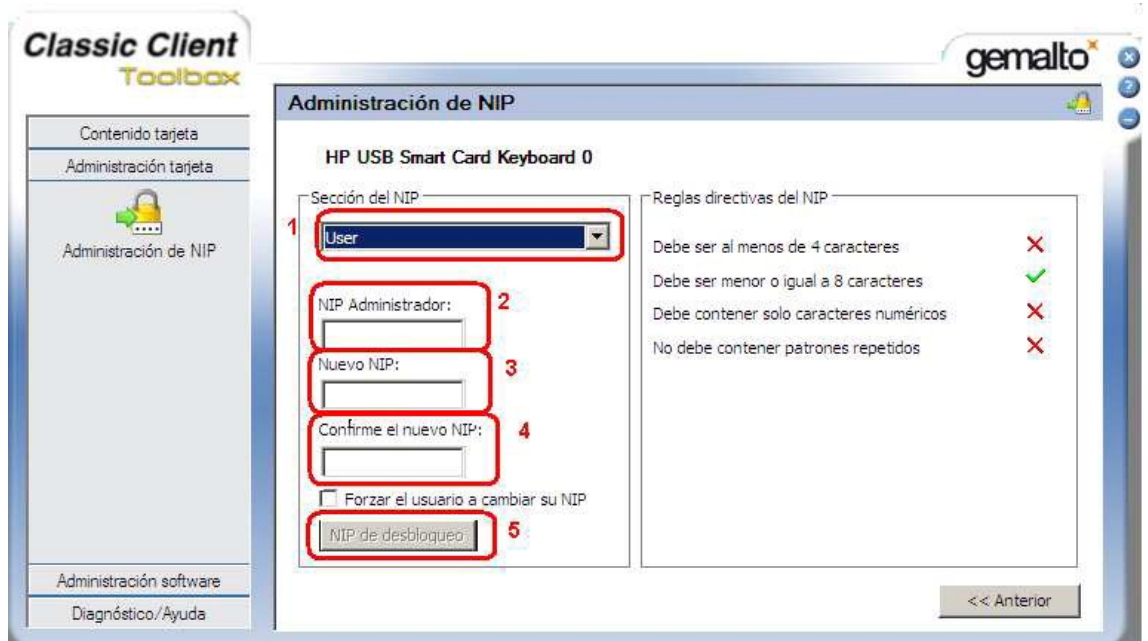 Classic Client
Toolbox
gemalto
Contenido tarjeta
Administración tarjeta
Administración de NIP
Administración software
Diagnóstico/Ayuda
Administración de NIP
HP USB Smart Card Keyboard 0
Sección del NIP
1
User
NIP Administrador:
2
Nuevo NIP:
3
Confirme el nuevo NIP:
4
Forzar el usuario a cambiar su NIP
NIP de desbloqueo
5
Reglas directivas del NIP
Debe ser al menos de 4 caracteres
Debe ser menor o igual a 8 caracteres
Debe contener solo caracteres numéricos
No debe contener patrones repetidos
<< Anterior